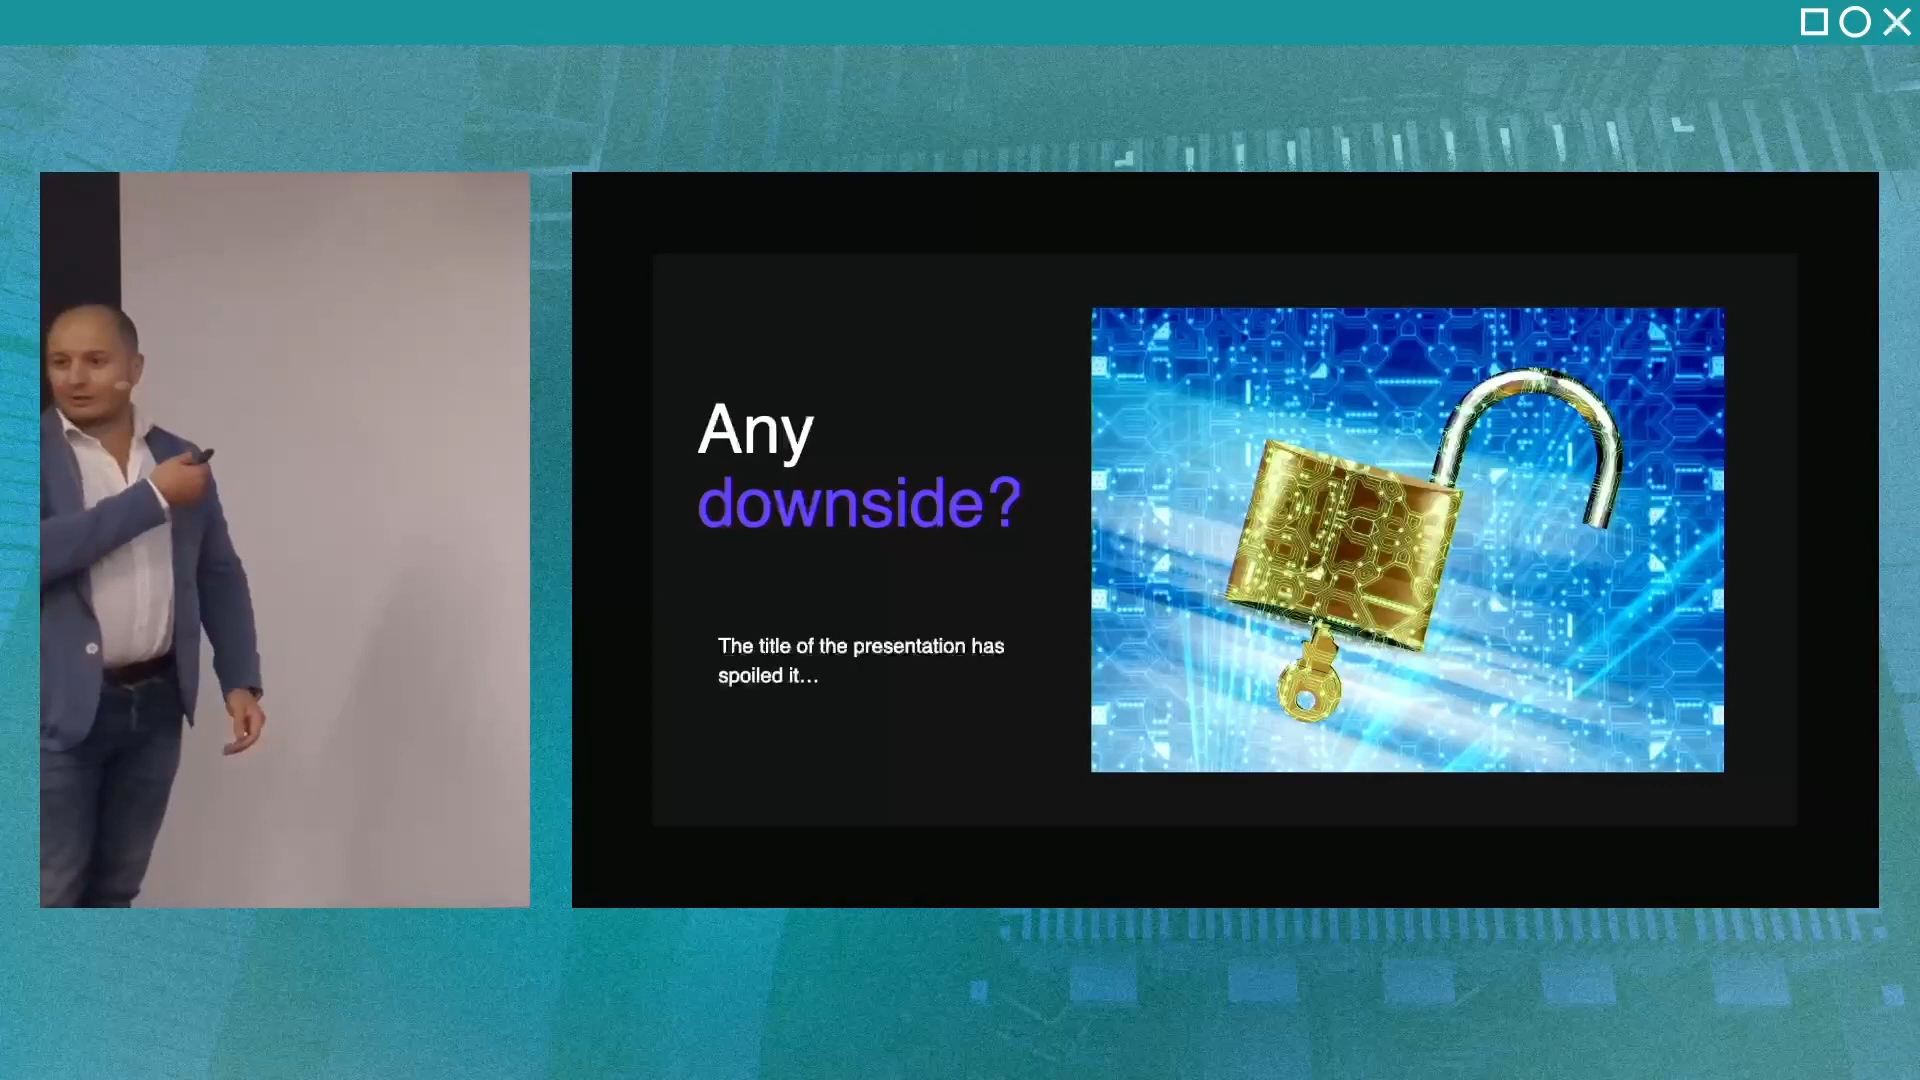 Any
downside?
The title of the presentation has
spoiled it...